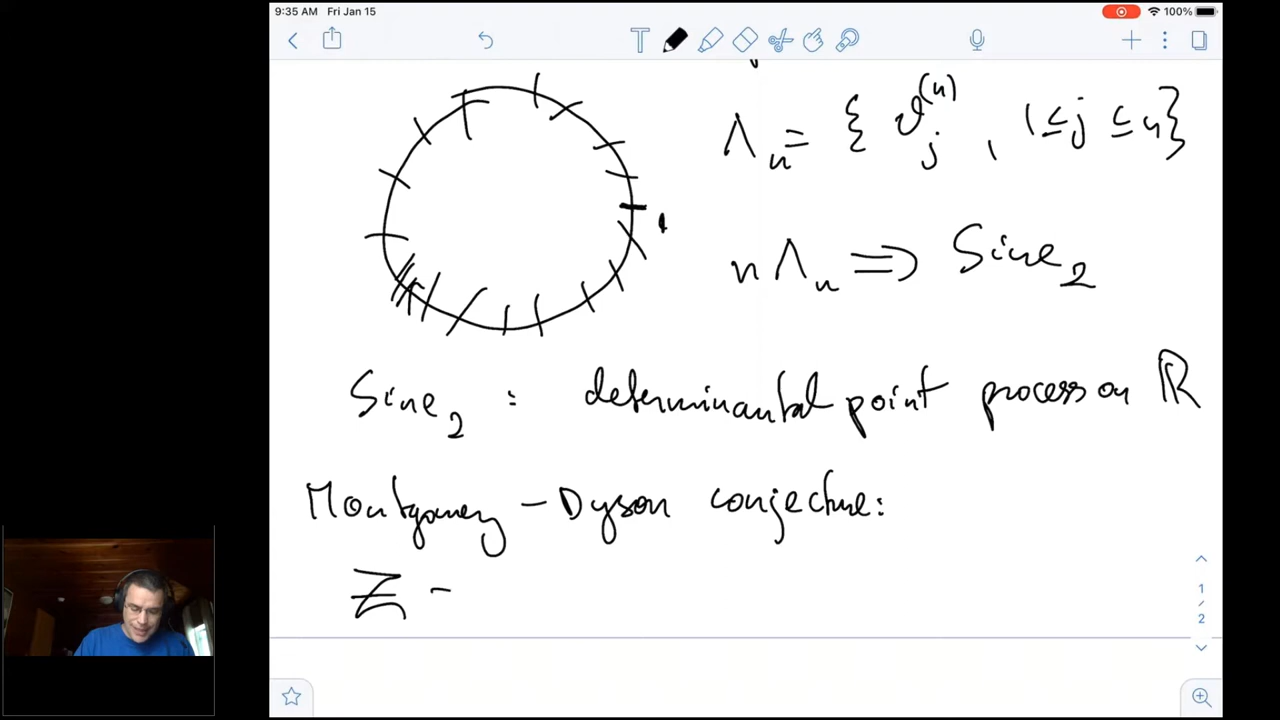 9:35 AM Fri Jan 15
100%
Λ_n = { ϑ_j^{(n)} , 1 ≤ j ≤ n }
n Λ_n ⇒ Sine_2
Sine_2 : determinantal point process on ℝ
Montgomery – Dyson conjecture:
Z –
1
/
2